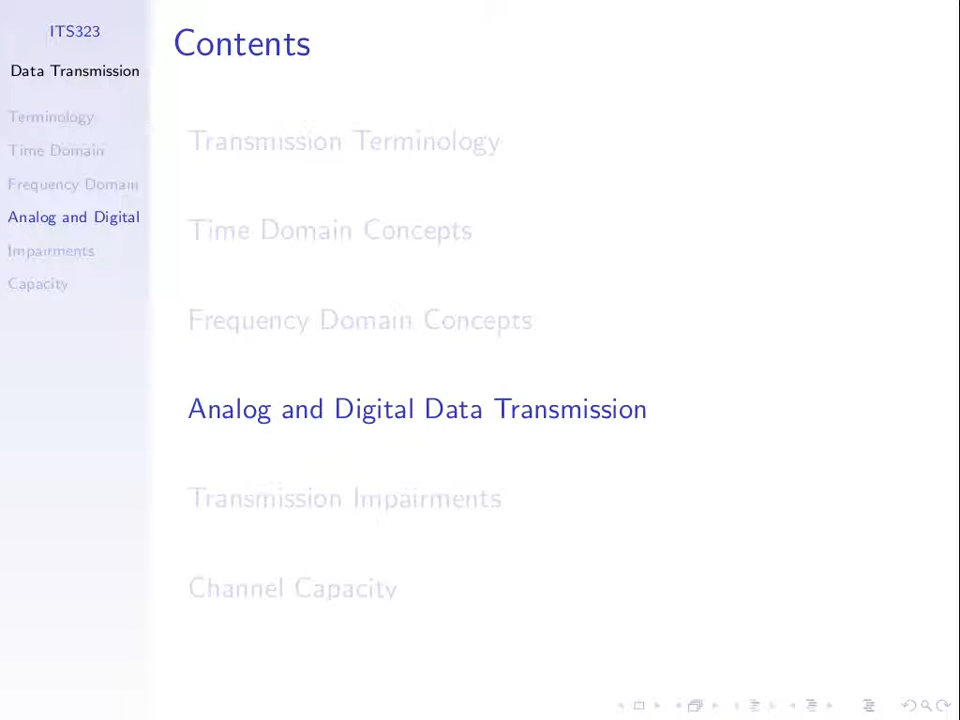 ITS323
Data Transmission
Terminology
Time Domain
Frequency Domain
Analog and Digital
Impairments
Capacity
Contents
Transmission Terminology
Time Domain Concepts
Frequency Domain Concepts
Analog and Digital Data Transmission
Transmission Impairments
Channel Capacity